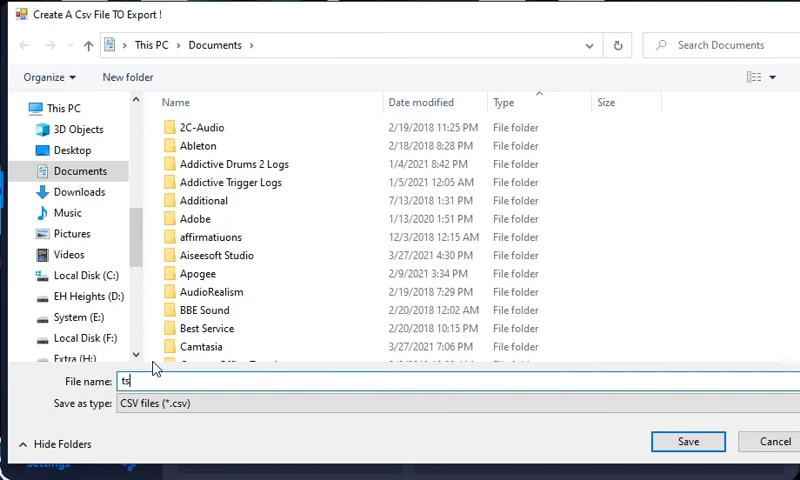 Create A Csv File TO Export !
This PC > Documents >
Search Documents
Organize
New folder
Name
Date modified
Type
Size
This PC
3D Objects
Desktop
Documents
Downloads
Music
Pictures
Videos
Local Disk (C:)
EH Heights (D:)
System (E:)
Local Disk (F:)
Extra (H:)
2C-Audio 2/19/2018 11:25 PM File folder
Ableton 2/18/2018 8:28 PM File folder
Addictive Drums 2 Logs 1/4/2021 8:42 PM File folder
Addictive Trigger Logs 1/5/2021 12:05 AM File folder
Additional 7/13/2018 1:31 PM File folder
Adobe 1/13/2020 1:51 PM File folder
affirmatiuons 12/3/2018 12:15 AM File folder
Aiseesoft Studio 3/27/2021 4:30 PM File folder
Apogee 2/9/2021 3:34 PM File folder
AudioRealism 2/19/2018 7:29 PM File folder
BBE Sound 2/20/2018 12:02 AM File folder
Best Service 2/20/2018 10:15 PM File folder
Camtasia 3/27/2021 7:06 PM File folder
File name: ts
Save as type: CSV files (*.csv)
Hide Folders
Save
Cancel
Settings